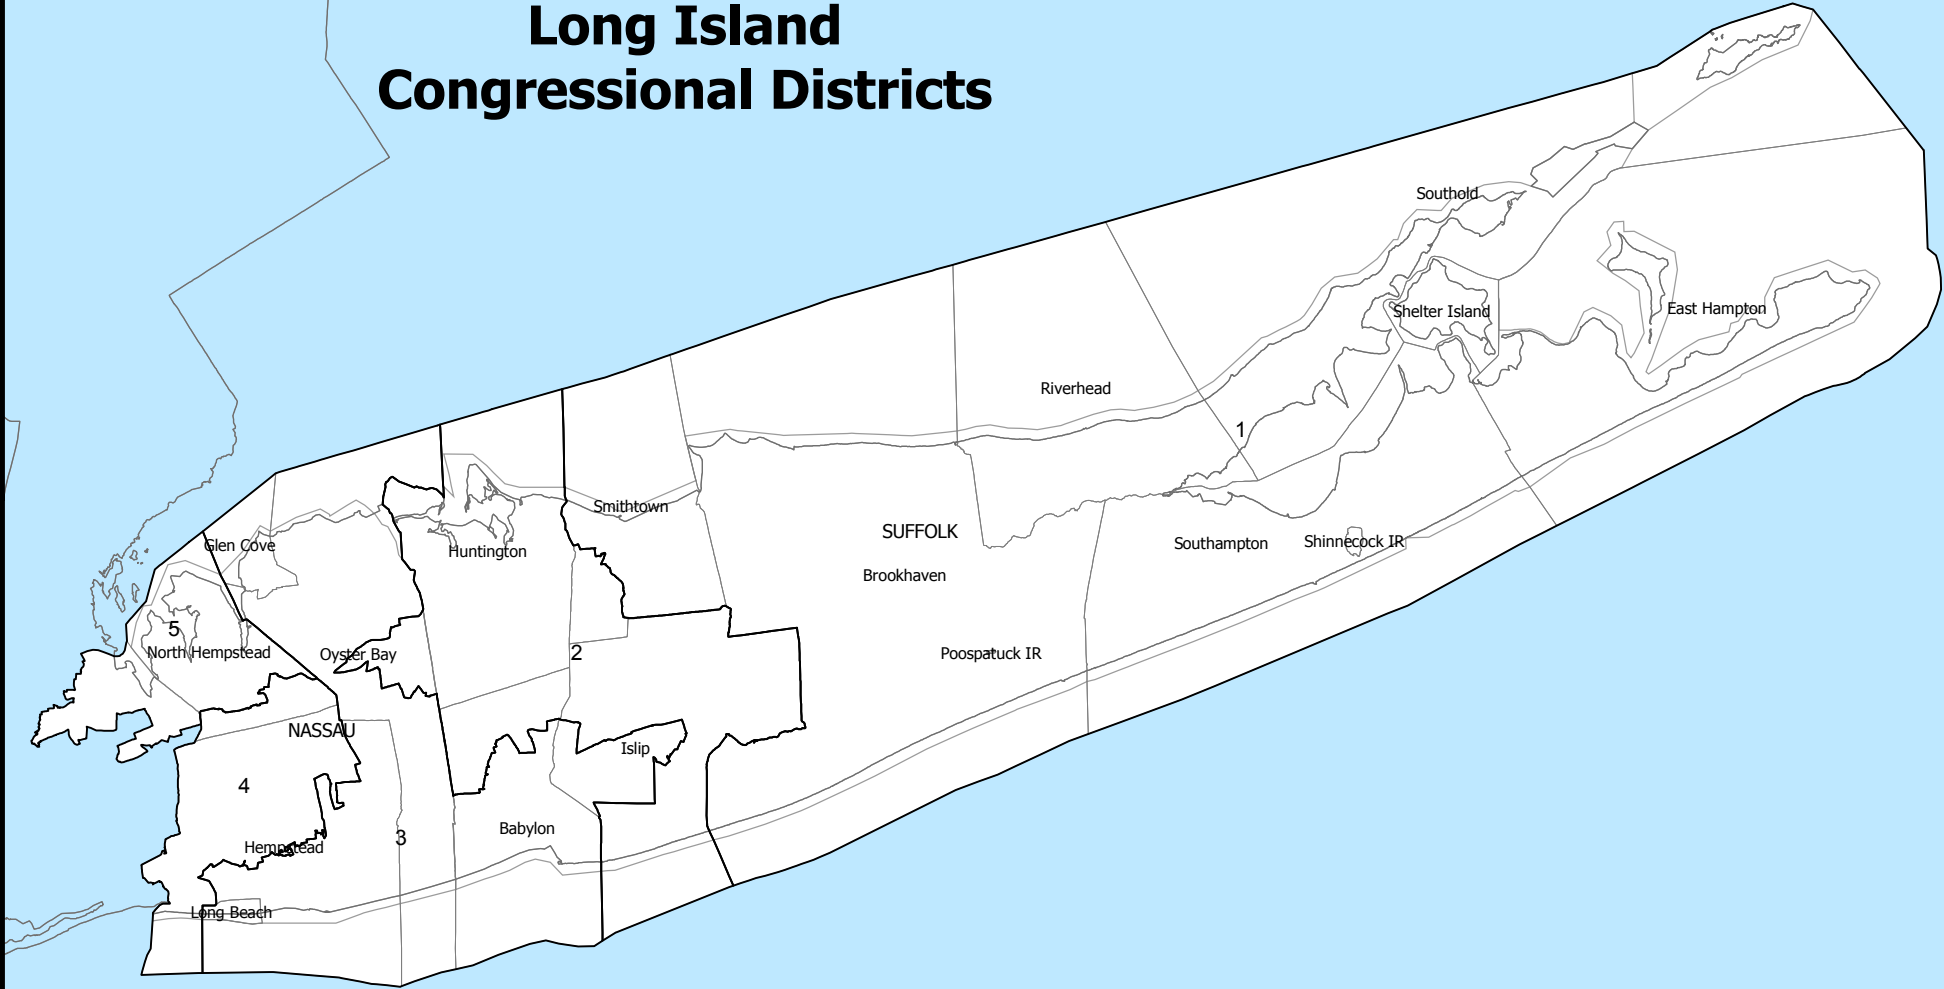 Long Island
Congressional Districts
Southold
Shelter Island
East Hampton
Riverhead
1
Smithtown
SUFFOLK
Glen Cove
Huntington
Southampton
Shinnecock IR
Brookhaven
5
North Hempstead
Oyster Bay
2
Poospatuck IR
NASSAU
Islip
4
Babylon
3
Hempstead
Long Beach